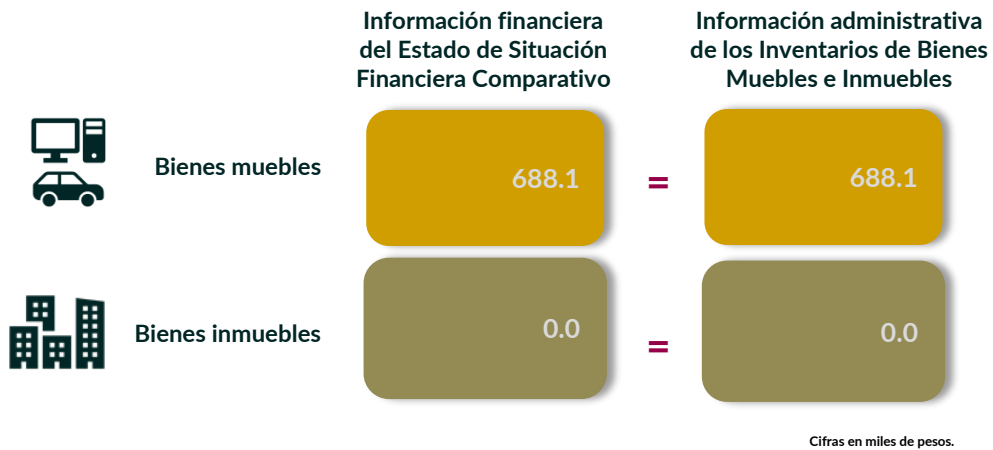 Información financiera
del Estado de Situación
Financiera Comparativo
Información administrativa
de los Inventarios de Bienes
Muebles e Inmuebles
Bienes muebles
688.1
=
688.1
Bienes inmuebles
0.0
=
0.0
Cifras en miles de pesos.